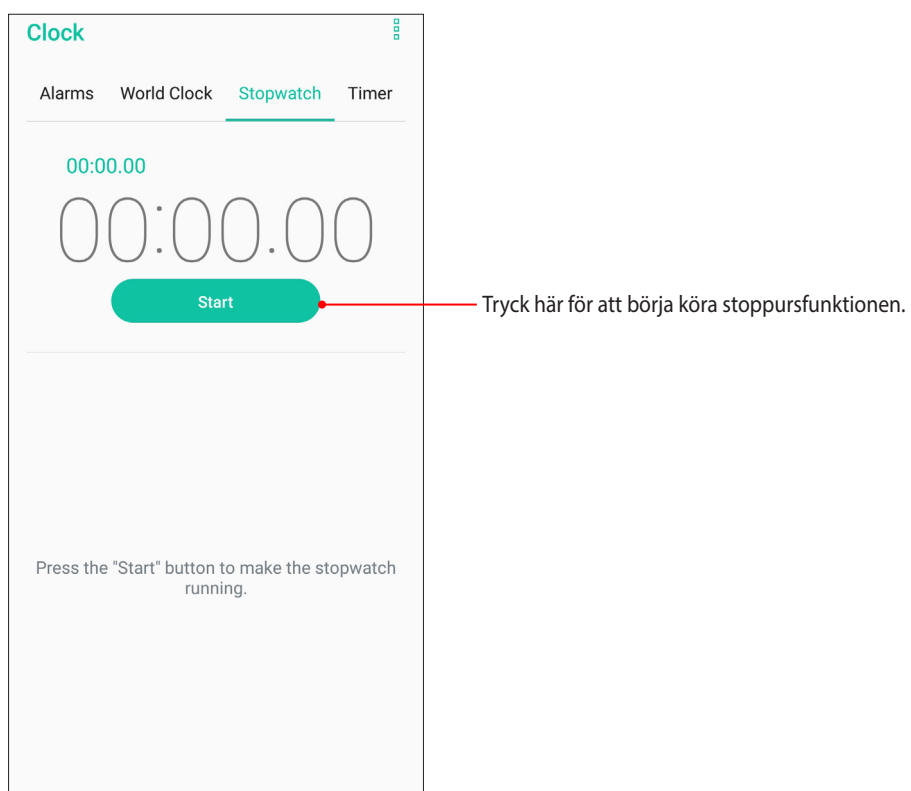 Clock
Alarms World Clock Stopwatch Timer
00:00.00
00:00.00
Start
Tryck här för att börja köra stoppursfunktionen.
Press the "Start" button to make the stopwatch
running.